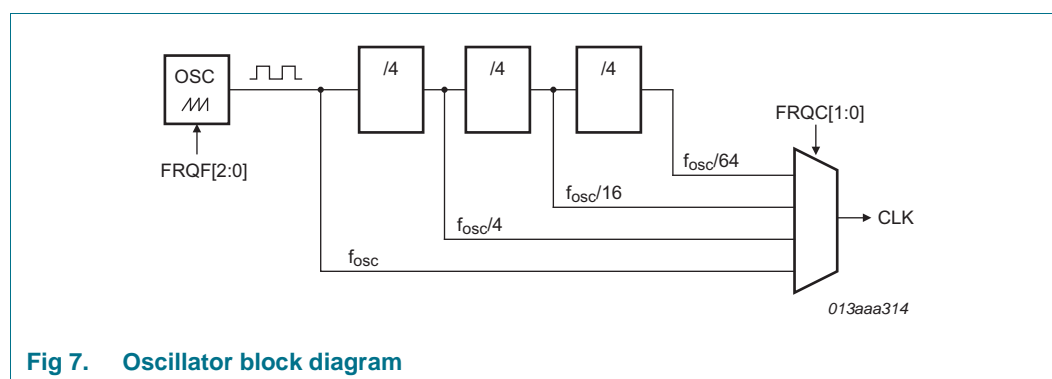 OSC
FRQF[2:0]
/4
/4
/4
FRQC[1:0]
fosc/64
fosc/16
fosc/4
fosc
CLK
013aaa314
Fig 7. Oscillator block diagram